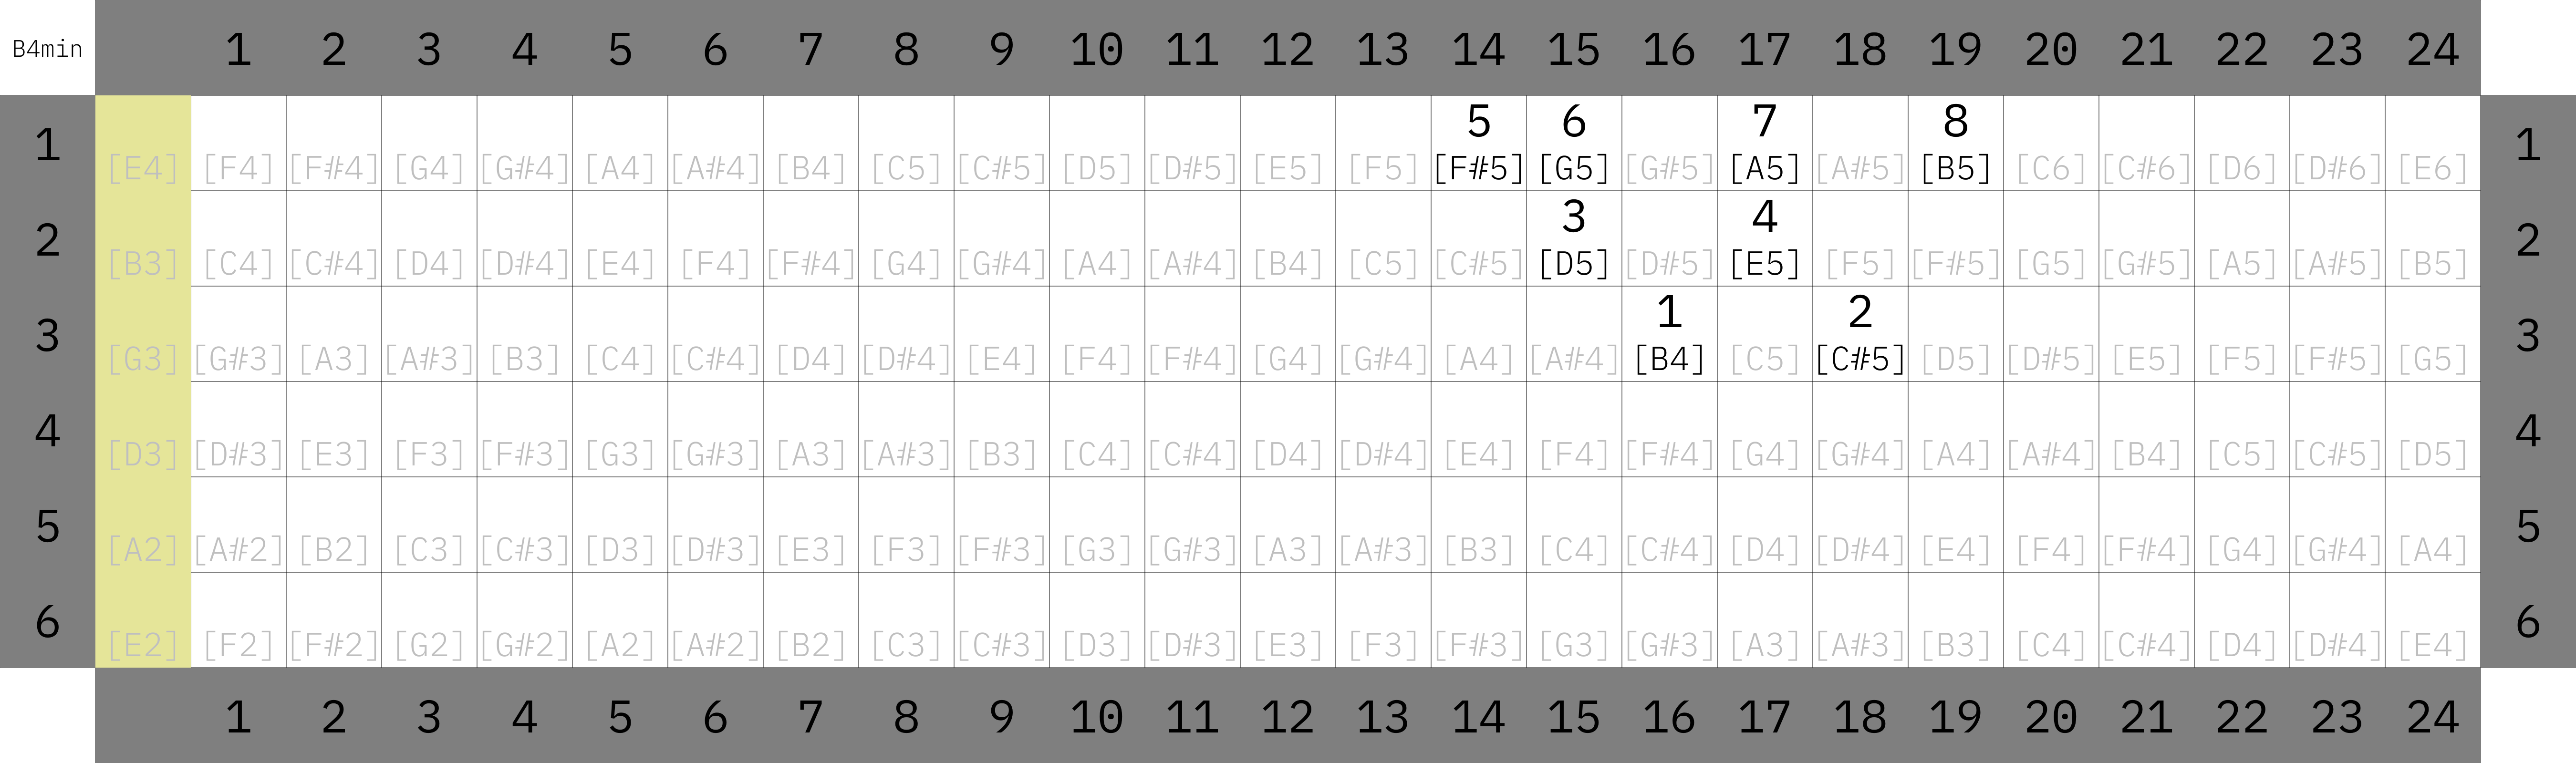 B4min 1 2 3 4 5 6 7 8 9 10 11 12 13 14 15 16 17 18 19 20 21 22 23 24
5 6 7 8
1 [E4] [F4] [F#4] [G4] [G#4] [A4] [A#4] [B4] [C5] [C#5] [D5] [D#5] [E5] [F5] [F#5] [G5] [G#5] [A5] [A#5] [B5] [C6] [C#6] [D6] [D#6] [E6] 1
3 4
2 [B3] [C4] [C#4] [D4] [D#4] [E4] [F4] [F#4] [G4] [G#4] [A4] [A#4] [B4] [C5] [C#5] [D5] [D#5] [E5] [F5] [F#5] [G5] [G#5] [A5] [A#5] [B5] 2
1 2
3 [G3] [G#3] [A3] [A#3] [B3] [C4] [C#4] [D4] [D#4] [E4] [F4] [F#4] [G4] [G#4] [A4] [A#4] [B4] [C5] [C#5] [D5] [D#5] [E5] [F5] [F#5] [G5] 3
4 [D3] [D#3] [E3] [F3] [F#3] [G3] [G#3] [A3] [A#3] [B3] [C4] [C#4] [D4] [D#4] [E4] [F4] [F#4] [G4] [G#4] [A4] [A#4] [B4] [C5] [C#5] [D5] 4
5 [A2] [A#2] [B2] [C3] [C#3] [D3] [D#3] [E3] [F3] [F#3] [G3] [G#3] [A3] [A#3] [B3] [C4] [C#4] [D4] [D#4] [E4] [F4] [F#4] [G4] [G#4] [A4] 5
6 [E2] [F2] [F#2] [G2] [G#2] [A2] [A#2] [B2] [C3] [C#3] [D3] [D#3] [E3] [F3] [F#3] [G3] [G#3] [A3] [A#3] [B3] [C4] [C#4] [D4] [D#4] [E4] 6
1 2 3 4 5 6 7 8 9 10 11 12 13 14 15 16 17 18 19 20 21 22 23 24